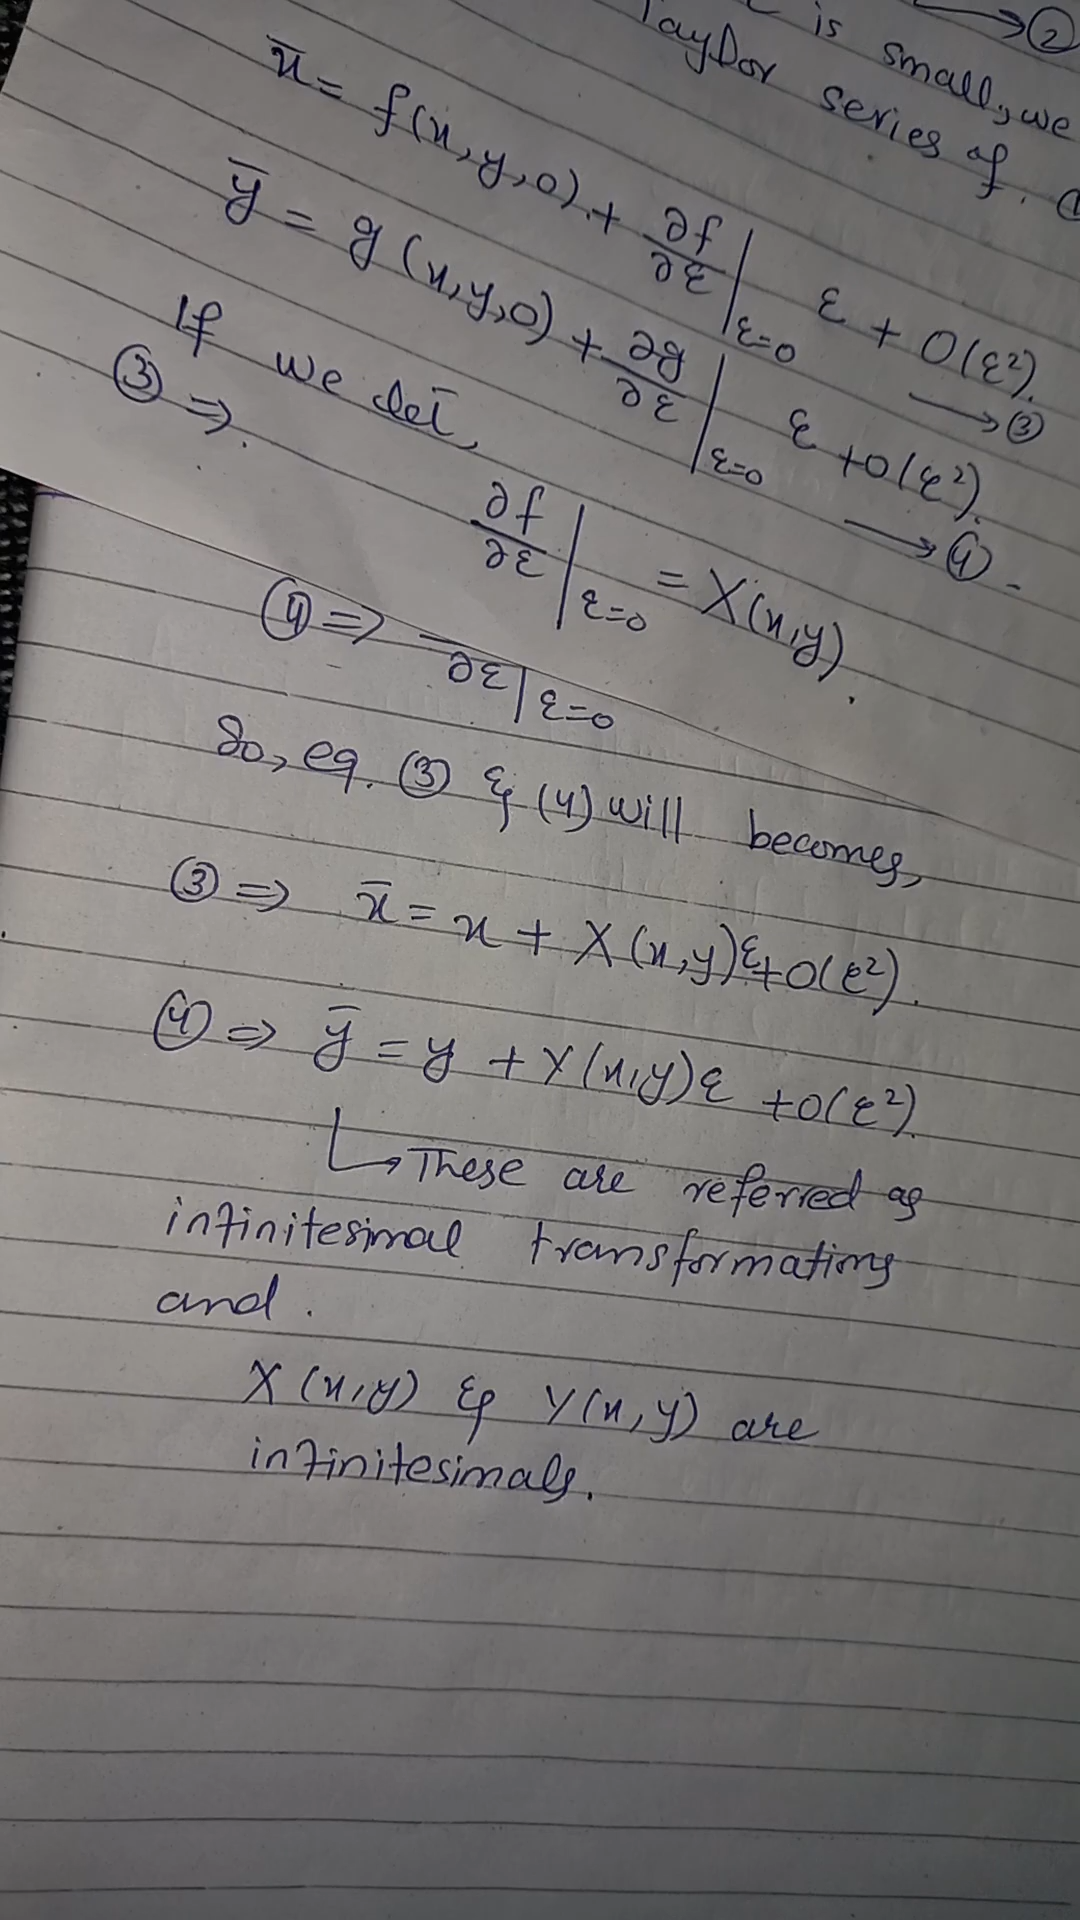 → ②
is small, we
Taylor series of.
x̄ = f(x,y,0) + ∂f/∂ε|ε=0 ε + O(ε²).
→ ③
ȳ = g(x,y,0) + ∂g/∂ε|ε=0 ε + O(ε²).
→ ④
If we let,
③ ⇒. ∂f/∂ε|ε=0 = X(x,y).
④ ⇒ ∂ε|ε=0
So, eq. ③ & (4) will becomes,
③ ⇒ x̄ = x + X(x,y)ε + O(ε²).
④ ⇒ ȳ = y + Y(x,y)ε + O(ε²).
↳ These are referred as
infinitesimal transformations
and.
X(x,y) & Y(x,y) are
infinitesimals.